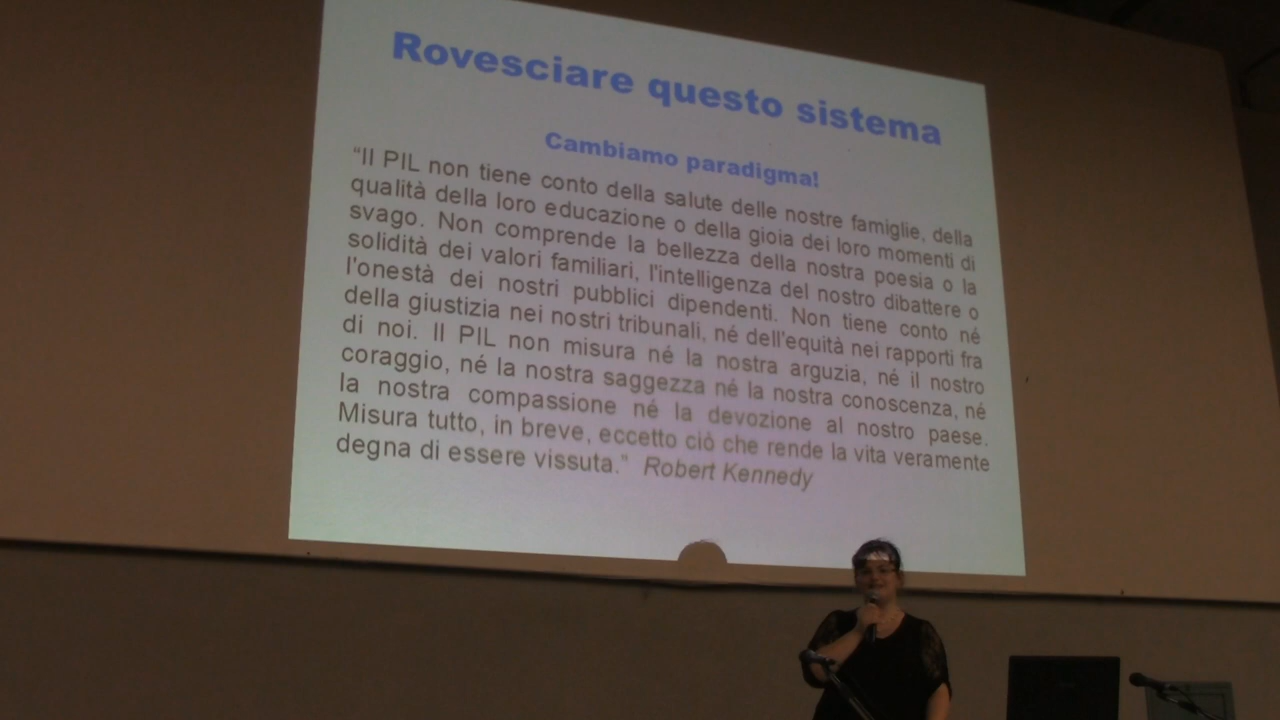 Rovesciare questo sistema
Cambiamo paradigma!
“Il PIL non tiene conto della salute delle nostre famiglie, della
qualità della loro educazione o della gioia dei loro momenti di
svago. Non comprende la bellezza della nostra poesia o la
solidità dei valori familiari, l'intelligenza del nostro dibattere o
l'onestà dei nostri pubblici dipendenti. Non tiene conto né
della giustizia nei nostri tribunali, né dell'equità nei rapporti fra
di noi. Il PIL non misura né la nostra arguzia, né il nostro
coraggio, né la nostra saggezza né la nostra conoscenza, né
la nostra compassione né la devozione al nostro paese.
Misura tutto, in breve, eccetto ciò che rende la vita veramente
degna di essere vissuta.” Robert Kennedy